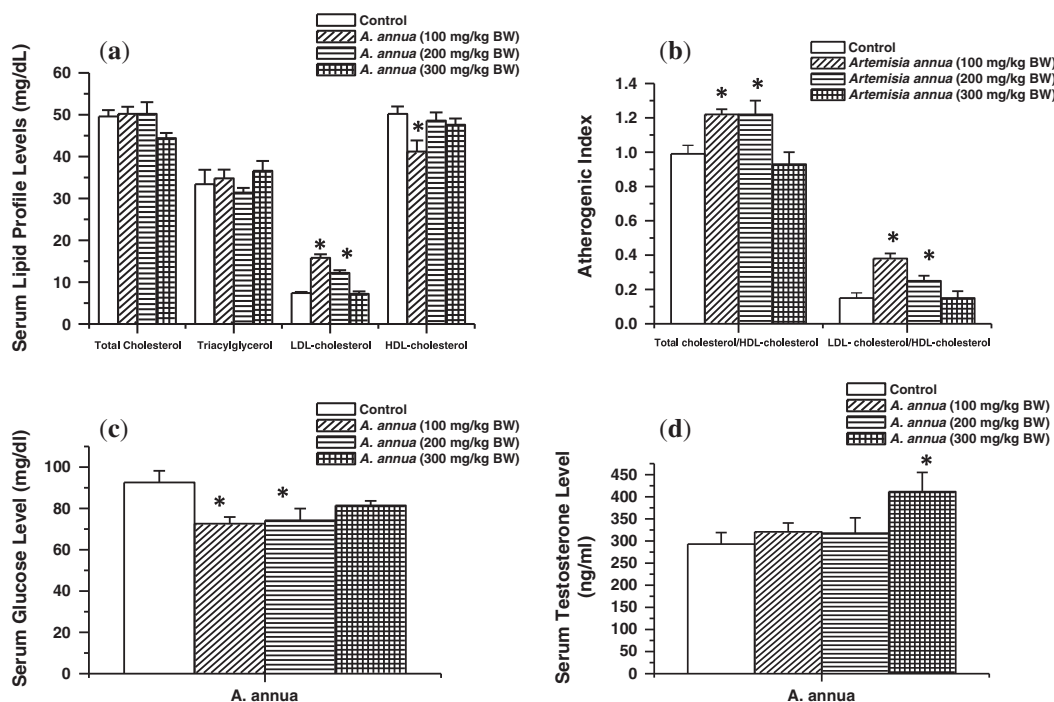 (a)
Control
A. annua (100 mg/kg BW)
A. annua (200 mg/kg BW)
A. annua (300 mg/kg BW)
Serum Lipid Profile Levels (mg/dL)
60
50
40
30
20
10
0
*
*
*
Total Cholesterol
Triacylglycerol
LDL-cholesterol
HDL-cholesterol
(b)
Control
Artemisia annua (100 mg/kg BW)
Artemisia annua (200 mg/kg BW)
Artemisia annua (300 mg/kg BW)
Atherogenic Index
1.4
1.2
1.0
0.8
0.6
0.4
0.2
0.0
*
*
*
*
Total cholesterol/HDL-cholesterol
LDL- cholesterol/HDL-cholesterol
(c)
Control
A. annua (100 mg/kg BW)
A. annua (200 mg/kg BW)
A. annua (300 mg/kg BW)
Serum Glucose Level (mg/dl)
100
80
60
40
20
0
*
*
A. annua
(d)
Control
A. annua (100 mg/kg BW)
A. annua (200 mg/kg BW)
A. annua (300 mg/kg BW)
Serum Testosterone Level
(ng/ml)
450
400
350
300
250
200
150
100
50
0
*
A. annua